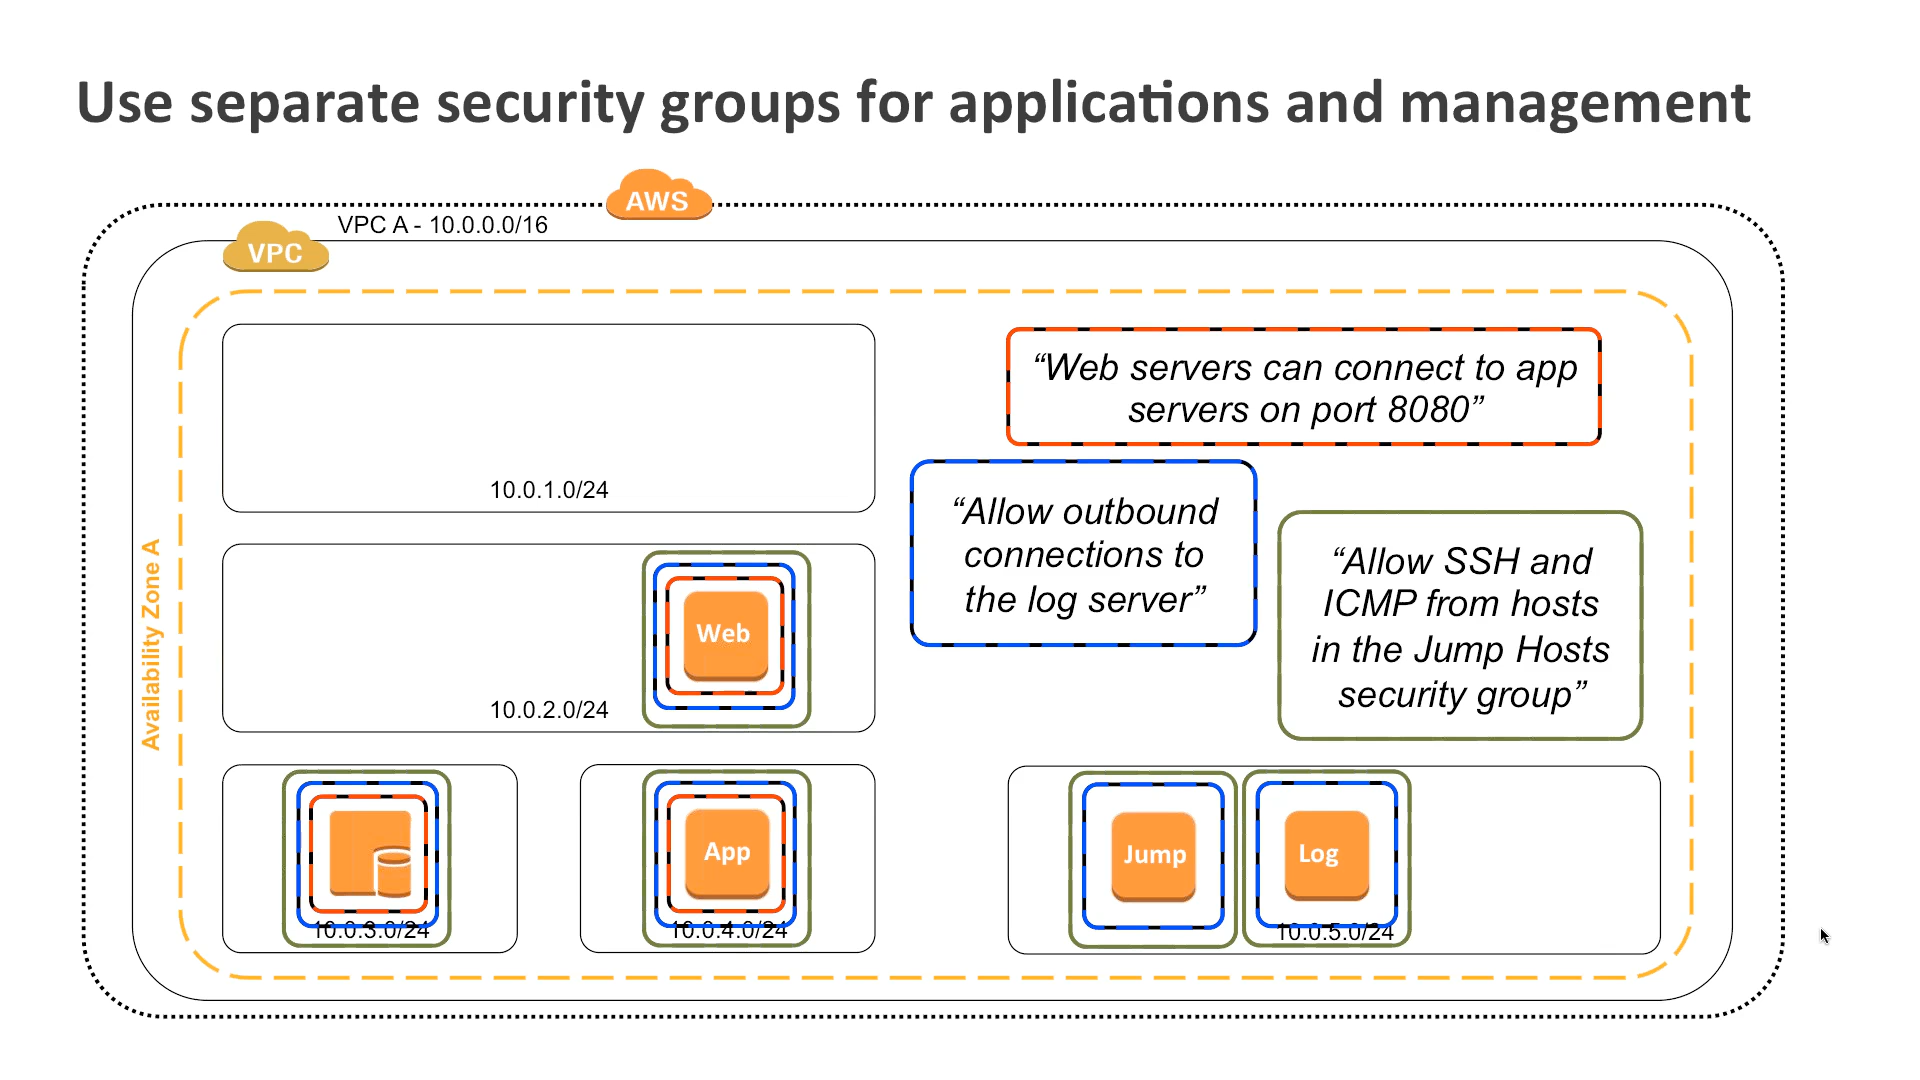 Use separate security groups for applications and management
AWS
VPC A - 10.0.0.0/16
VPC
Availability Zone A
10.0.1.0/24
“Web servers can connect to app
servers on port 8080”
“Allow outbound
connections to
the log server”
“Allow SSH and
ICMP from hosts
in the Jump Hosts
security group”
Web
10.0.2.0/24
App
Jump
Log
10.0.3.0/24
10.0.4.0/24
10.0.5.0/24